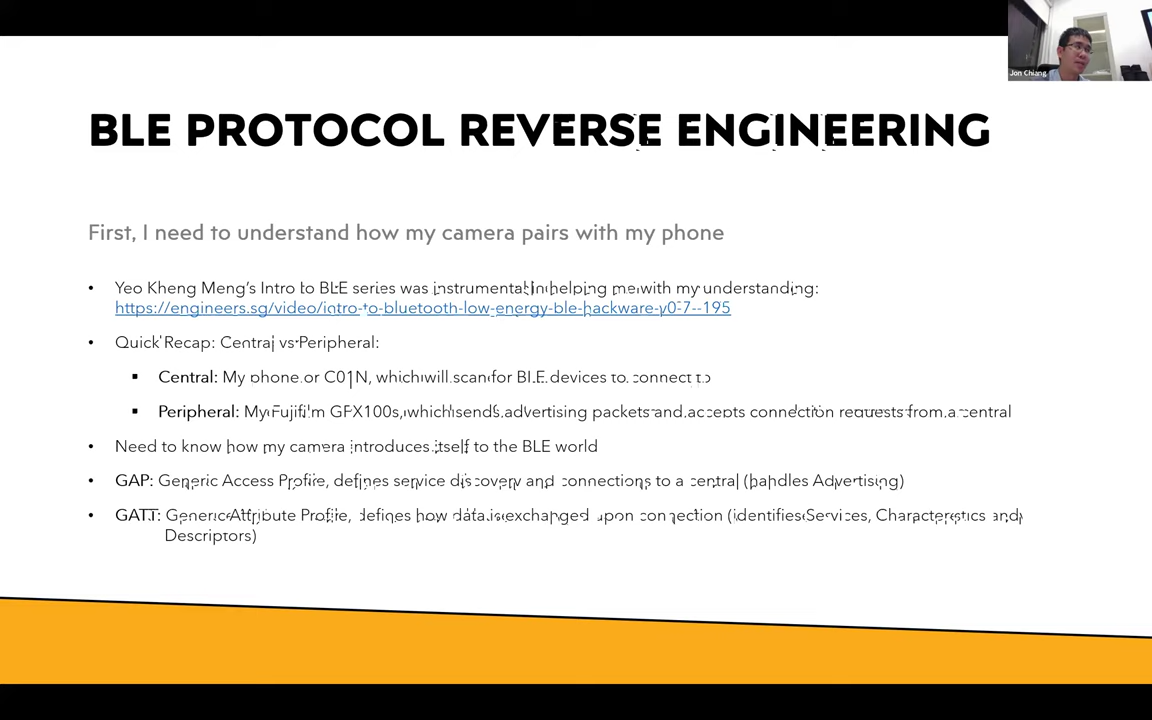 Jon Chiang
BLE PROTOCOL REVERSE ENGINEERING
First, I need to understand how my camera pairs with my phone
• Yeo Kheng Meng's Intro to BLE series was instrumental in helping me with my understanding:
https://engineers.sg/video/intro-to-bluetooth-low-energy-ble-hackware-v0-7--195
• Quick Recap: Central vs Peripheral:
▪ Central: My phone or C01N, which will scan for BLE devices to connect to
▪ Peripheral: My Fujifilm GFX100s, which sends advertising packets and accepts connection requests from a central
• Need to know how my camera introduces itself to the BLE world
• GAP: Generic Access Profile, defines service discovery and connections to a central (handles Advertising)
• GATT: Generic Attribute Profile, defines how data is exchanged upon connection (identifies Services, Characteristics and
Descriptors)